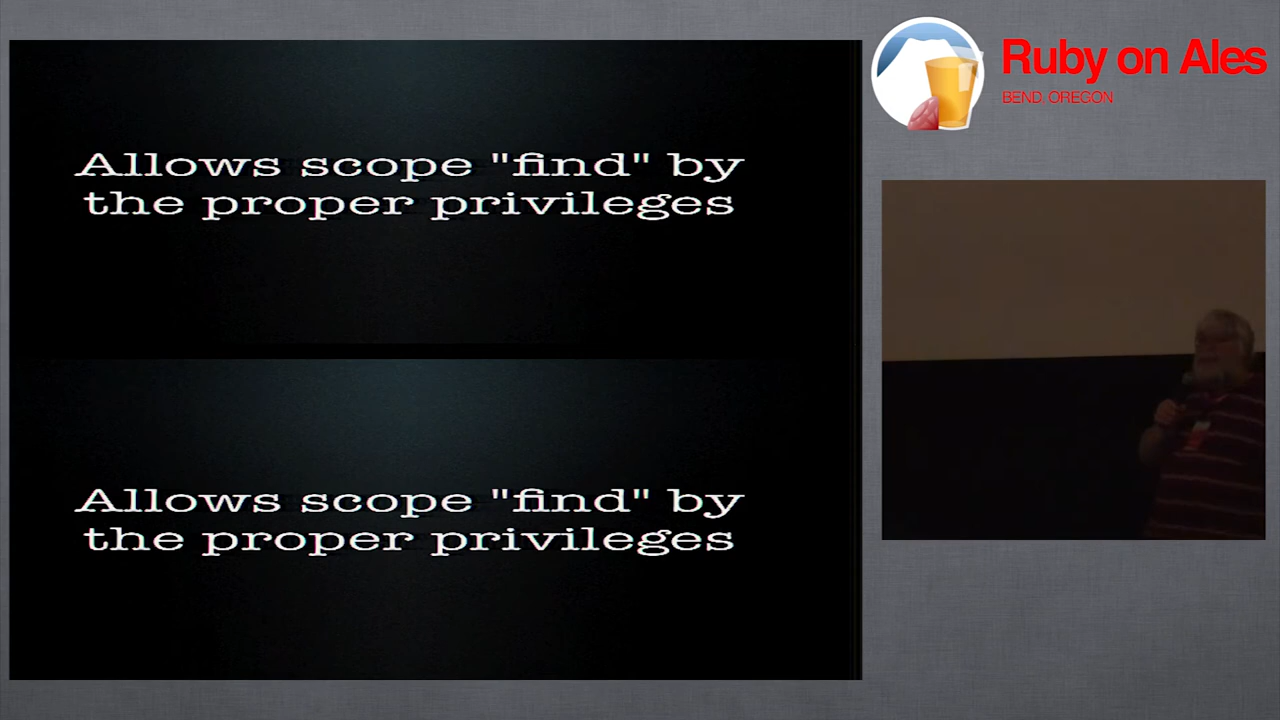 Allows scope "find" by
the proper privileges
Allows scope "find" by
the proper privileges
Ruby on Ales
BEND, OREGON